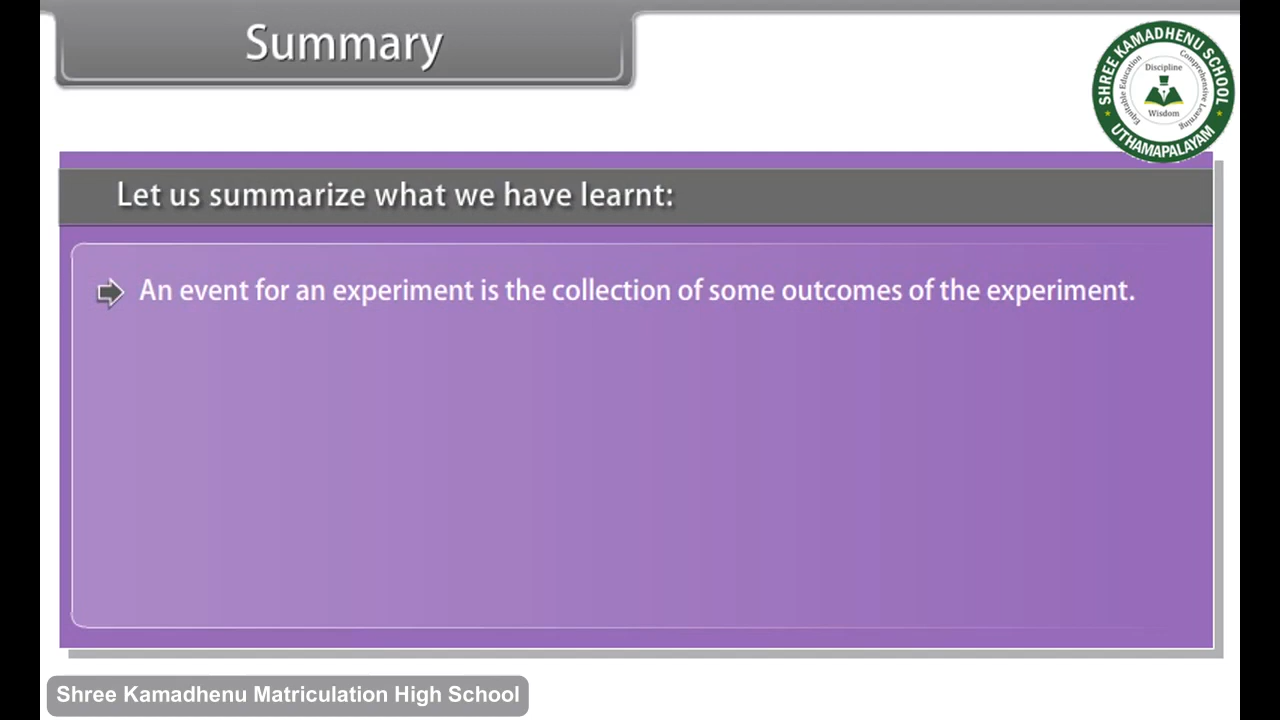 Summary
SHREE KAMADHENU SCHOOL
Equitable Education
Comprehensive Learning
Discipline
Wisdom
UTHAMAPALAYAM
Let us summarize what we have learnt:
An event for an experiment is the collection of some outcomes of the experiment.
Shree Kamadhenu Matriculation High School